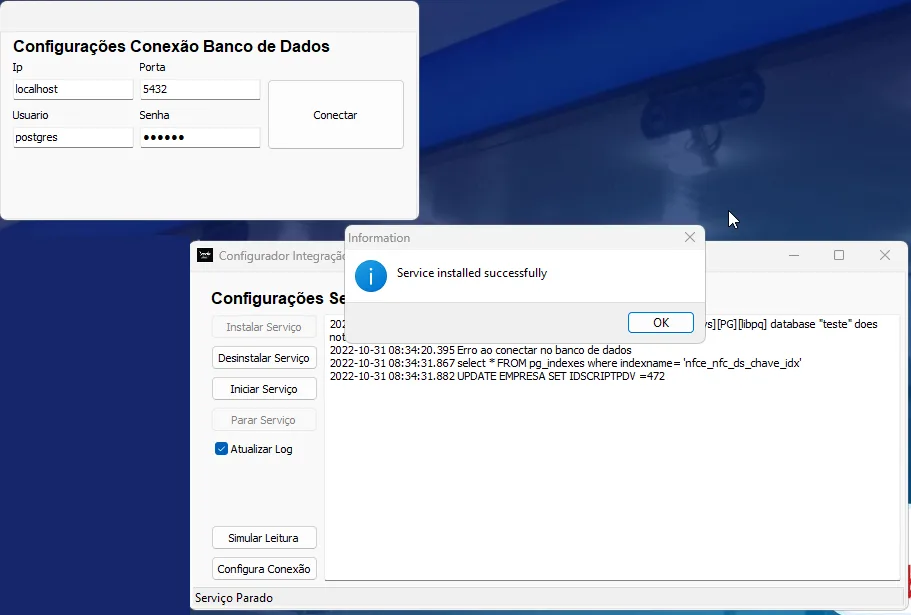 Configurações Conexão Banco de Dados
Ip
Porta
localhost
5432
Conectar
Usuario
Senha
postgres
●●●●●●
Information
Service installed successfully
OK
Configurador Integração
Configurações Se
Instalar Serviço
Desinstalar Serviço
Iniciar Serviço
Parar Serviço
Atualizar Log
Simular Leitura
Configura Conexão
202 s][PG][libpq] database "teste" does
not
2022-10-31 08:34:20.395 Erro ao conectar no banco de dados
2022-10-31 08:34:31.867 select * FROM pg_indexes where indexname= 'nfce_nfc_ds_chave_idx'
2022-10-31 08:34:31.882 UPDATE EMPRESA SET IDSCRIPTPDV =472
Serviço Parado